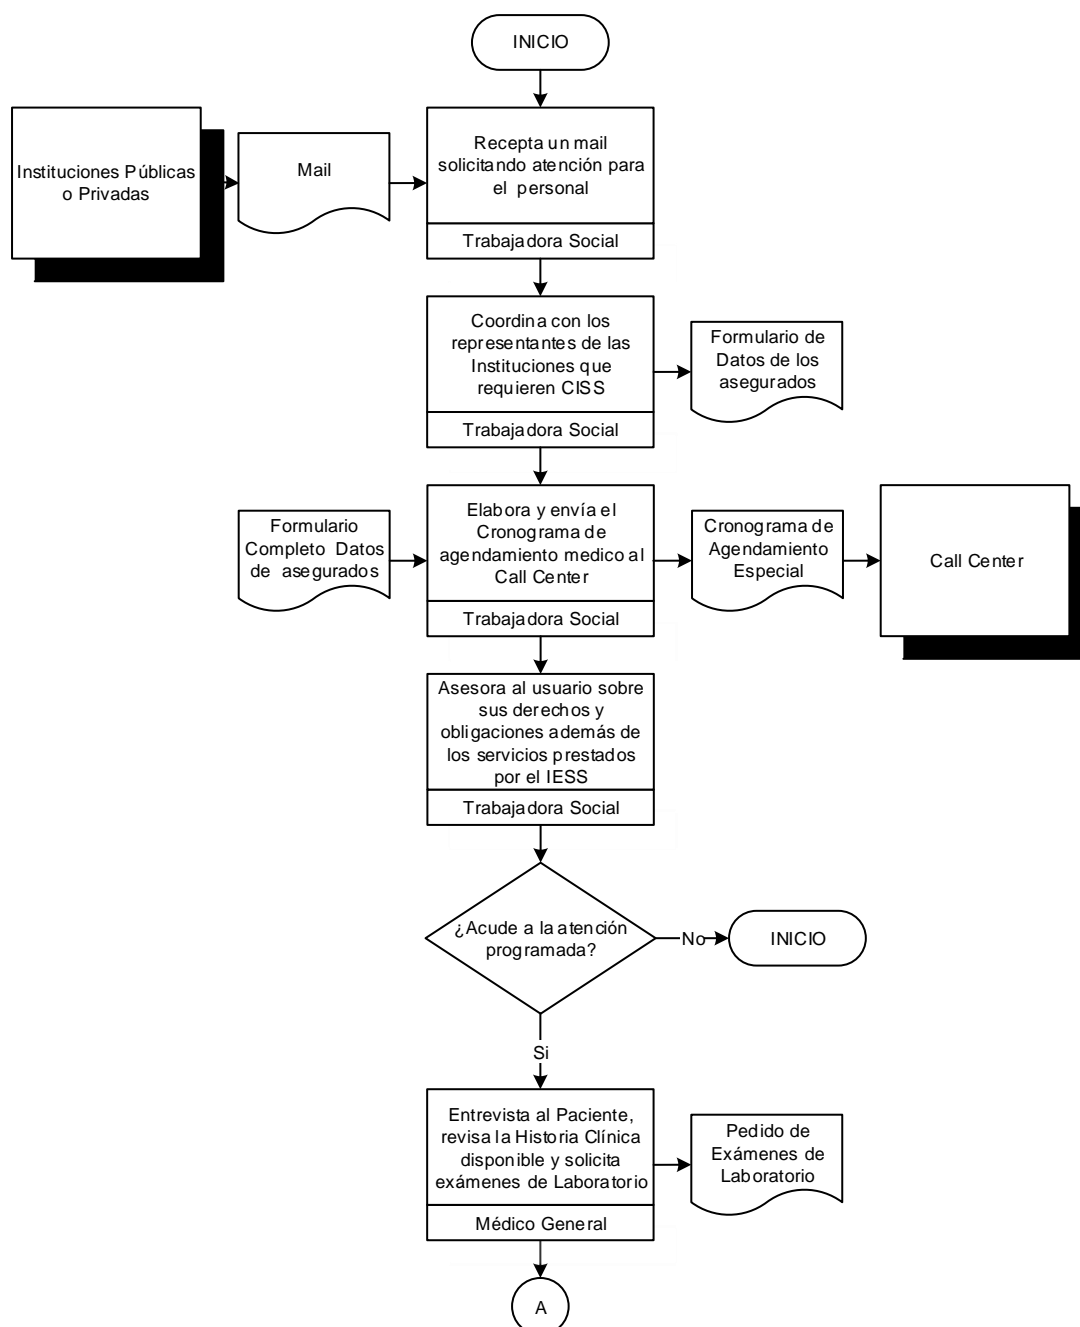 INICIO
Instituciones Públicas
o Privadas
Mail
Recepta un mail
solicitando atención para
el personal
Trabajadora Social
Coordina con los
representantes de las
Instituciones que
requieren CISS
Trabajadora Social
Formulario de
Datos de los
asegurados
Formulario
Completo Datos
de asegurados
Elabora y envía el
Cronograma de
agendamiento medico al
Call Center
Trabajadora Social
Cronograma de
Agendamiento
Especial
Call Center
Asesora al usuario sobre
sus derechos y
obligaciones además de
los servicios prestados
por el IESS
Trabajadora Social
¿Acude a la atención
programada?
No
INICIO
Si
Entrevista al Paciente,
revisa la Historia Clínica
disponible y solicita
exámenes de Laboratorio
Médico General
Pedido de
Exámenes de
Laboratorio
A